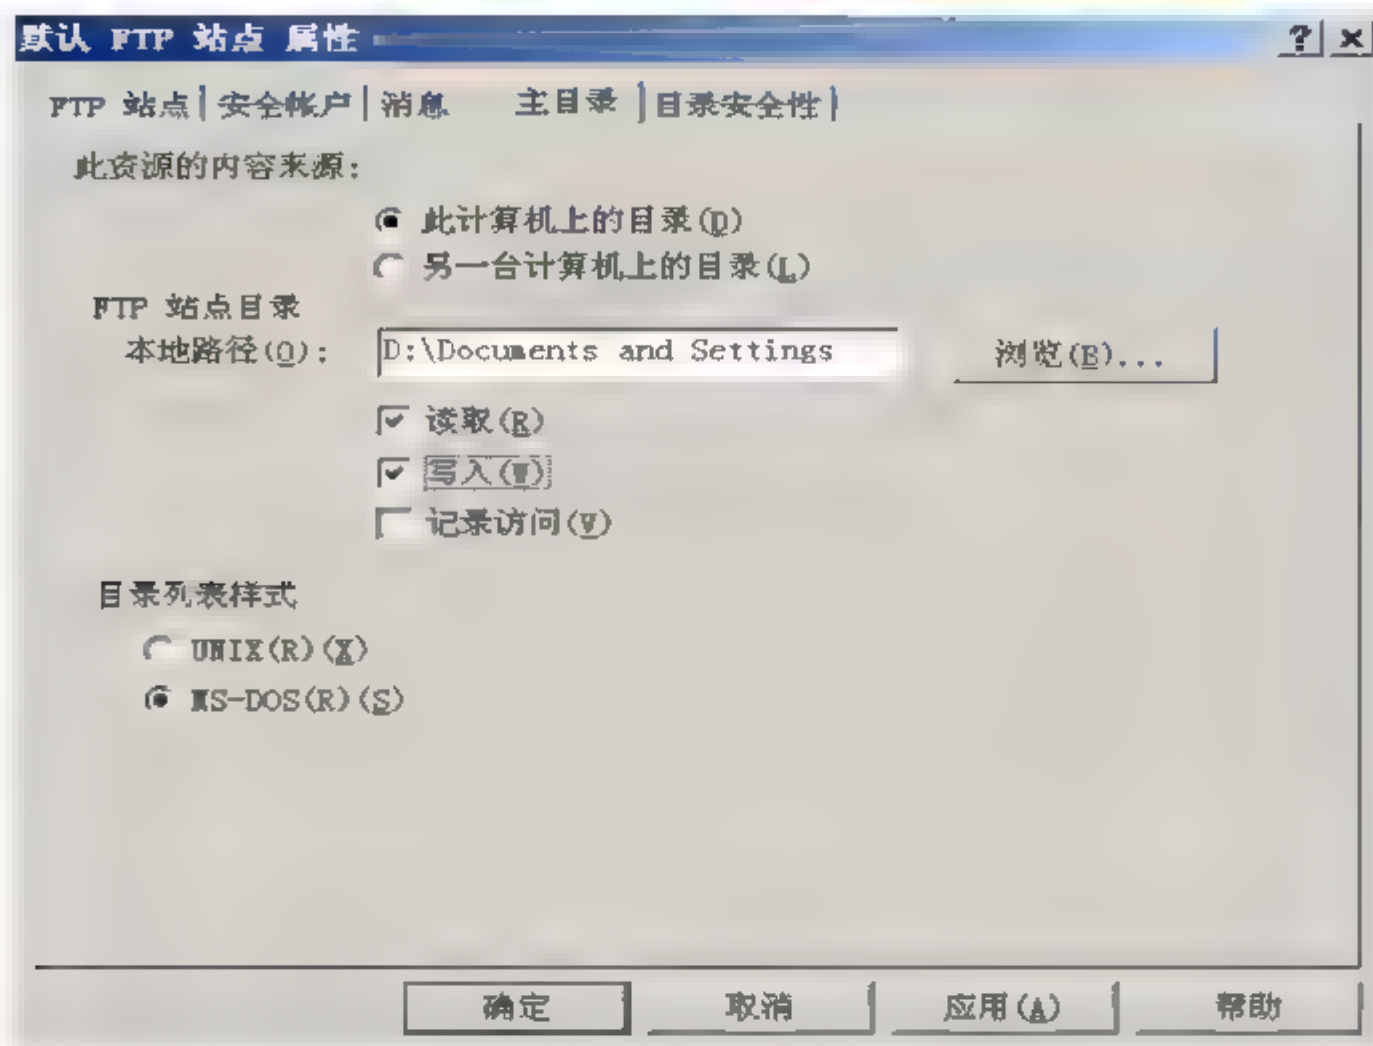 默认 FTP 站点 属性
FTP 站点 安全帐户 消息 主目录 目录安全性
此资源的内容来源:
此计算机上的目录(D)
另一台计算机上的目录(L)
FTP 站点目录
本地路径(O): D:\Documents and Settings 浏览(B)...
读取(R)
写入(W)
记录访问(V)
目录列表样式
UNIX(R)(X)
MS-DOS(R)(S)
确定 取消 应用(A) 帮助